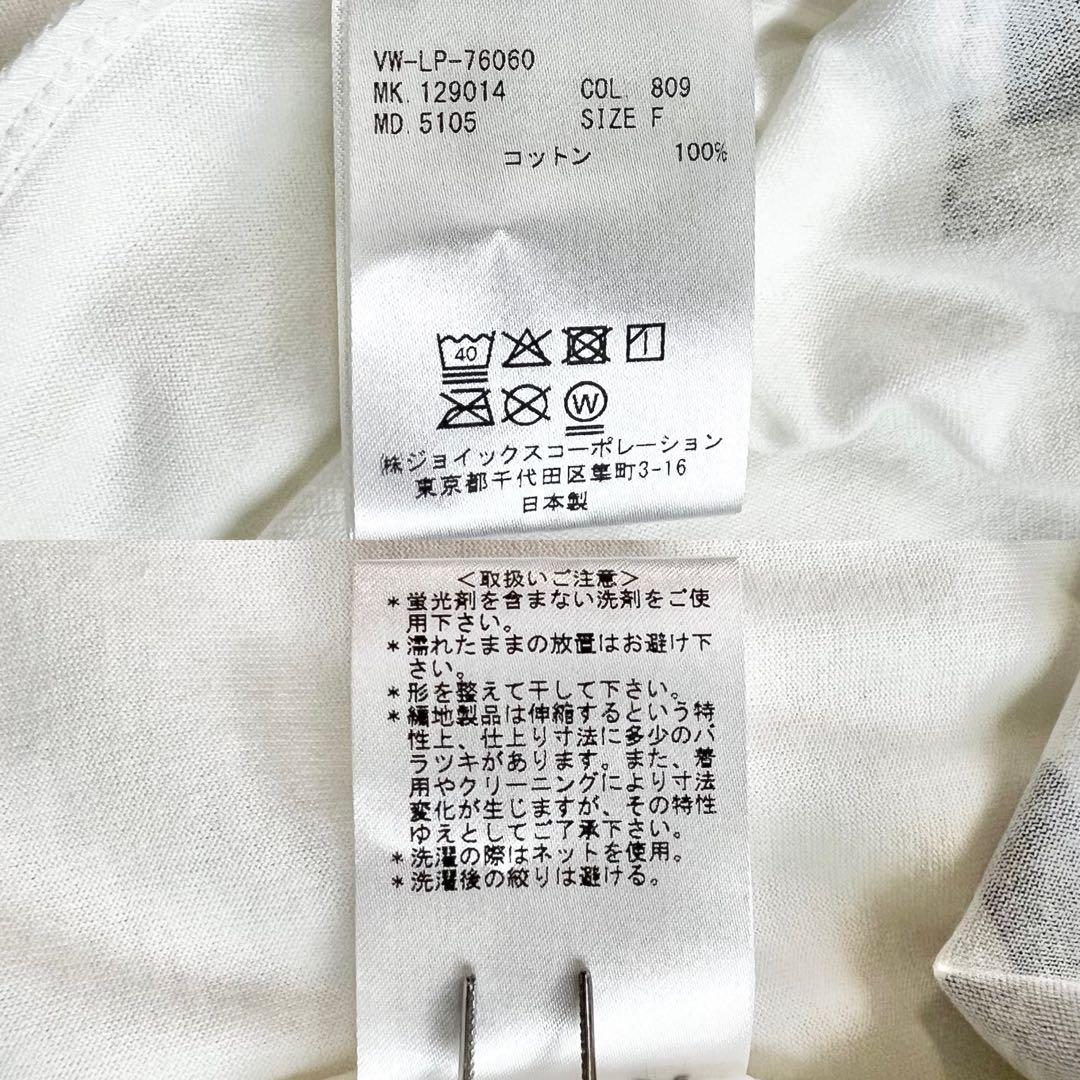 VW-LP-76060
MK. 129014 COL. 809
MD. 5105 SIZE F
コットン 100%
40
W
㈱ジョイックスコーポレーション
東京都千代田区隼町3-16
日本製
<取扱いご注意>
*蛍光剤を含まない洗剤をご使
用下さい。
*濡れたままの放置はお避け下
さい。
*形を整えて干して下さい。
*編地製品は伸縮するという特
性上、仕上り寸法に多少のバ
ラツキがあります。また、着
用やクリーニングにより寸法
変化が生じますが、その特性
ゆえとしてご了承下さい。
*洗濯の際はネットを使用。
*洗濯後の絞りは避ける。